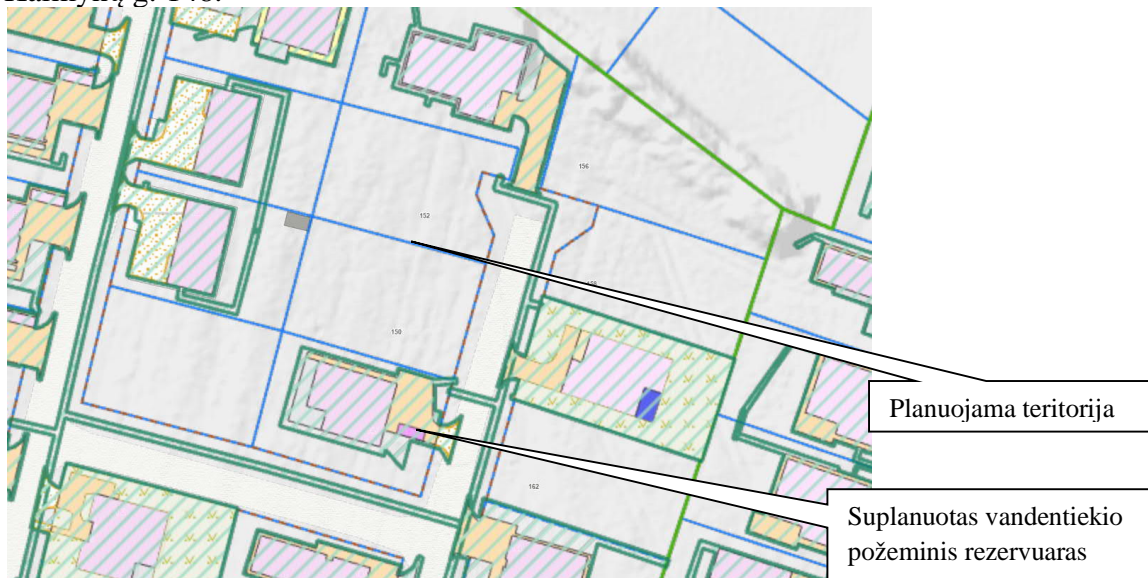 156
152
150
Planuojama teritorija
Suplanuotas vandentiekio
požeminis rezervuaras
162